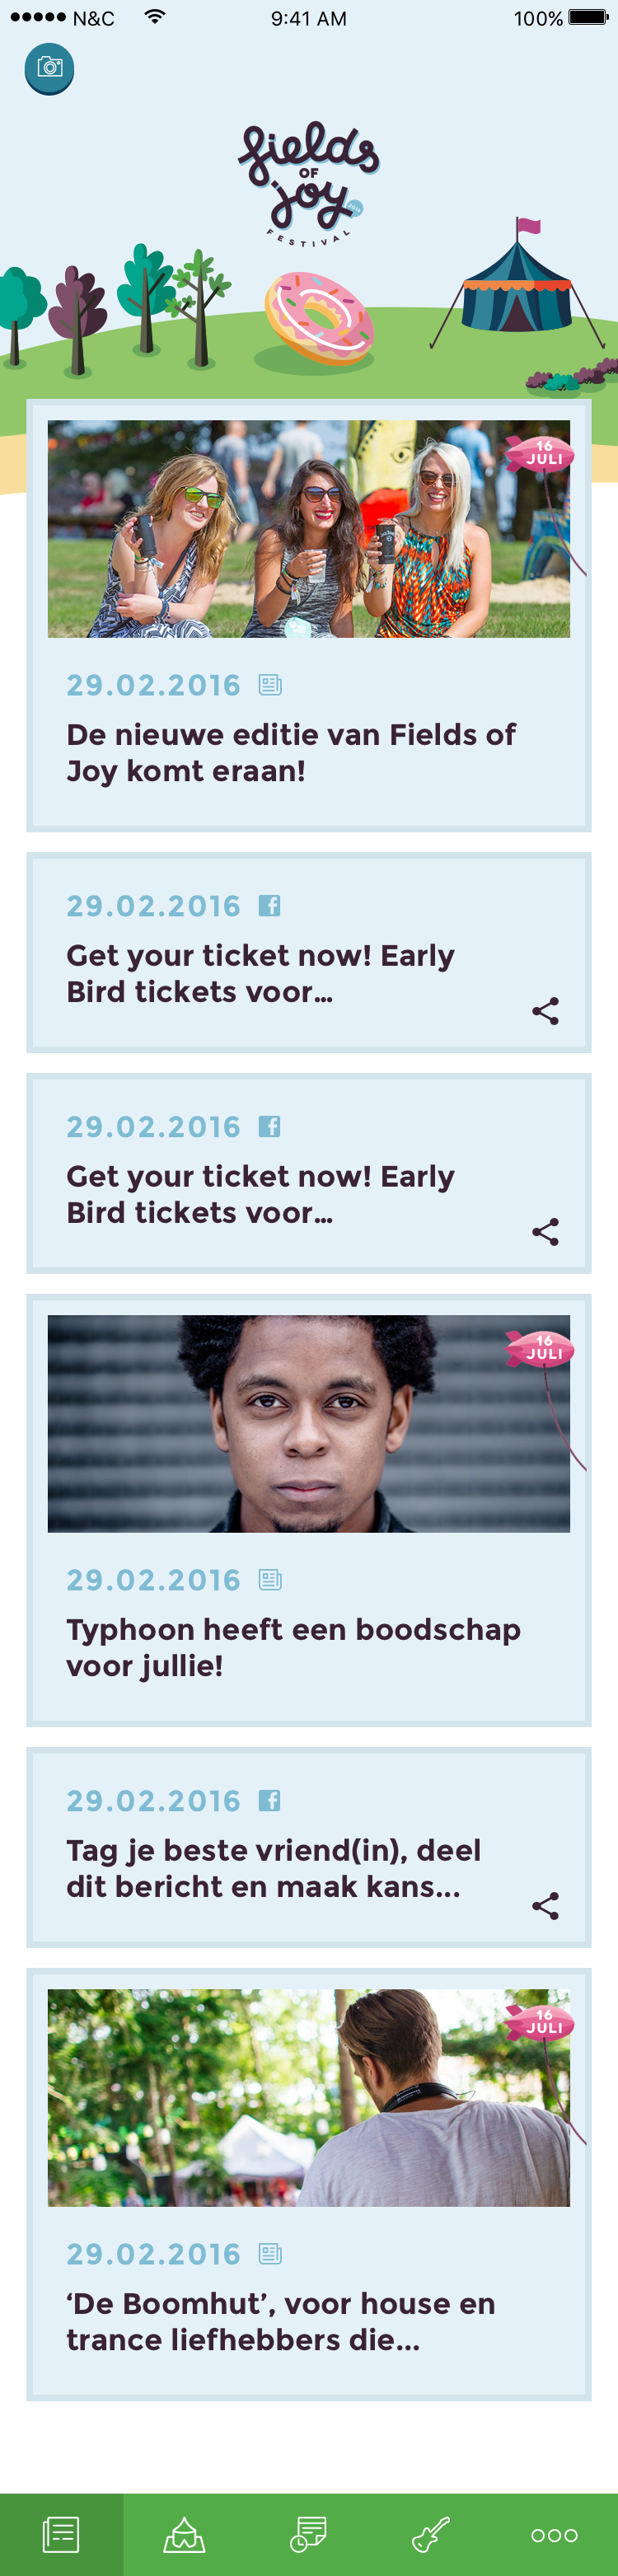 N&C 9:41 AM 100%
fields
OF
joy
2016
FESTIVAL
16
JULI
29.02.2016
De nieuwe editie van Fields of
Joy komt eraan!
29.02.2016
Get your ticket now! Early
Bird tickets voor...
29.02.2016
Get your ticket now! Early
Bird tickets voor...
16
JULI
29.02.2016
Typhoon heeft een boodschap
voor jullie!
29.02.2016
Tag je beste vriend(in), deel
dit bericht en maak kans...
16
JULI
29.02.2016
‘De Boomhut’, voor house en
trance liefhebbers die...